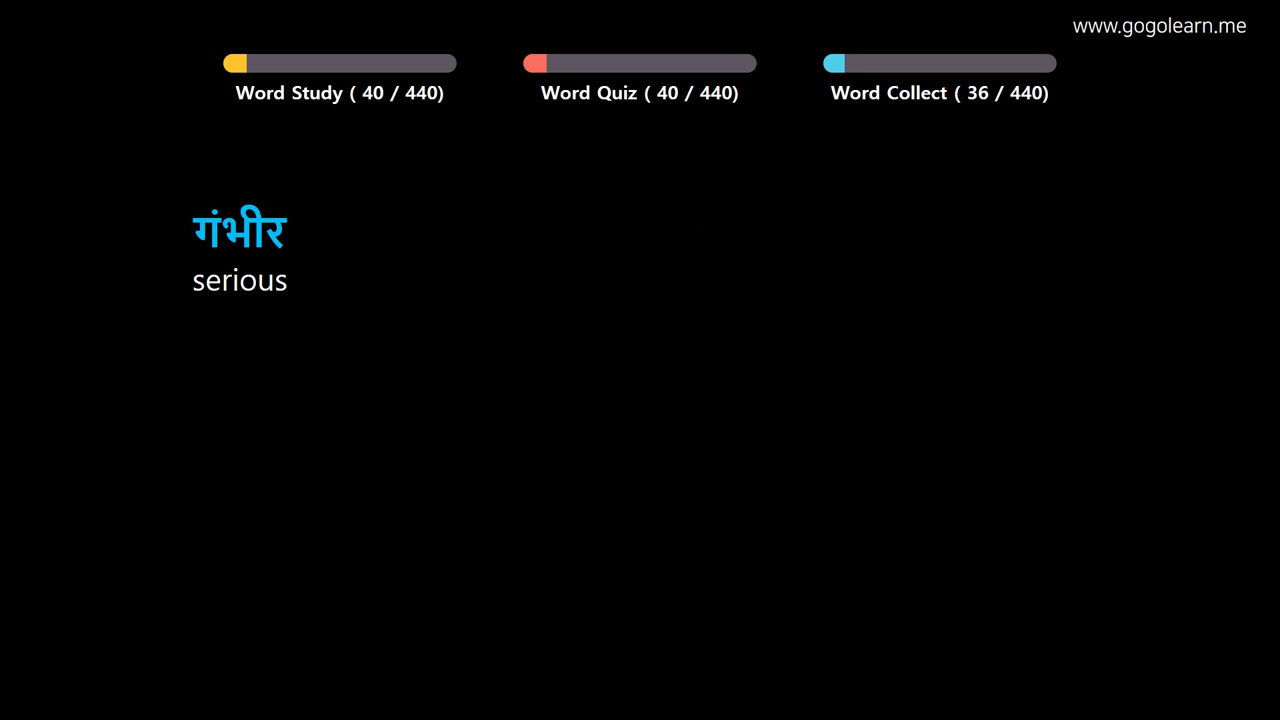 www.gogolearn.me
Word Study ( 40 / 440)
Word Quiz ( 40 / 440)
Word Collect ( 36 / 440)
गंभीर
serious